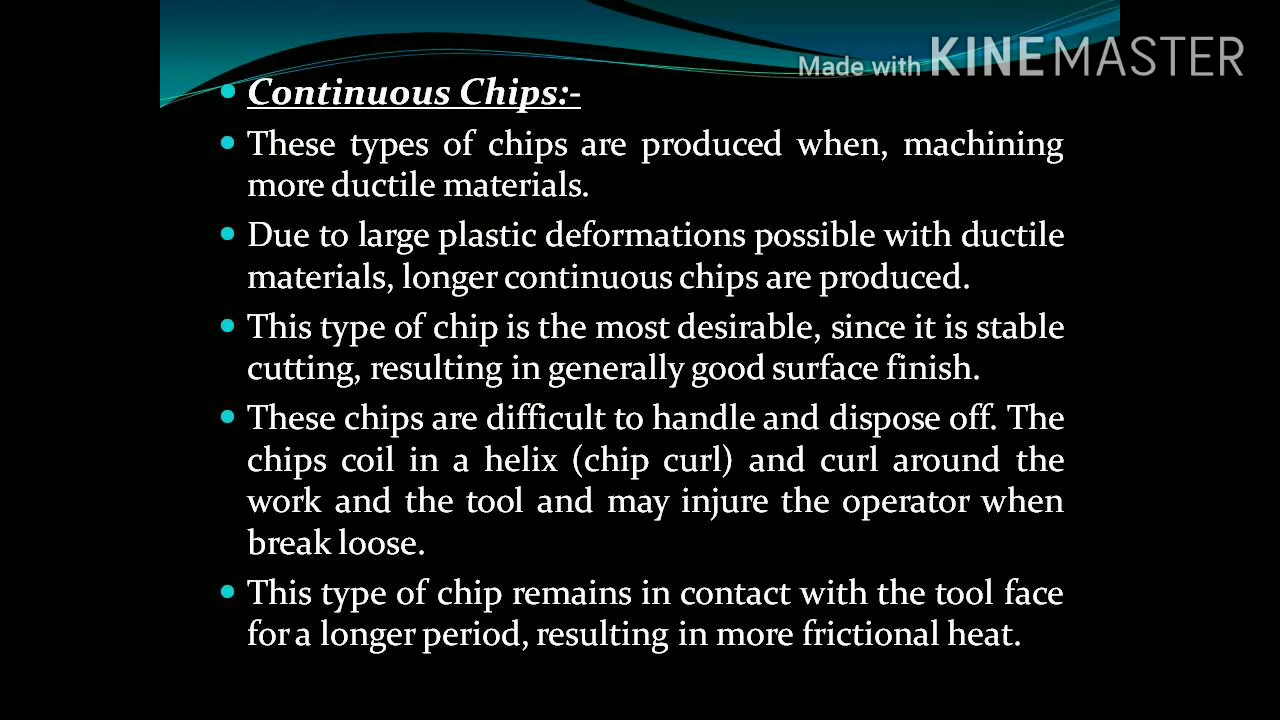 Made with KINEMASTER
Continuous Chips:-
These types of chips are produced when, machining
more ductile materials.
Due to large plastic deformations possible with ductile
materials, longer continuous chips are produced.
This type of chip is the most desirable, since it is stable
cutting, resulting in generally good surface finish.
These chips are difficult to handle and dispose off. The
chips coil in a helix (chip curl) and curl around the
work and the tool and may injure the operator when
break loose.
This type of chip remains in contact with the tool face
for a longer period, resulting in more frictional heat.